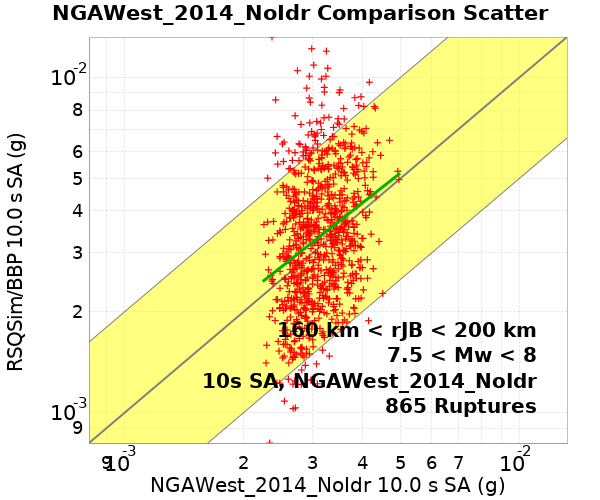 NGAWest_2014_NoIdr Comparison Scatter
RSQSim/BBP 10.0 s SA (g)
10-2
8
6
5
4
3
2
10-3
9
160 km < rJB < 200 km
7.5 < Mw < 8
10s SA, NGAWest_2014_NoIdr
865 Ruptures
9 10-3 2 3 4 5 6 7 10-2
NGAWest_2014_NoIdr 10.0 s SA (g)